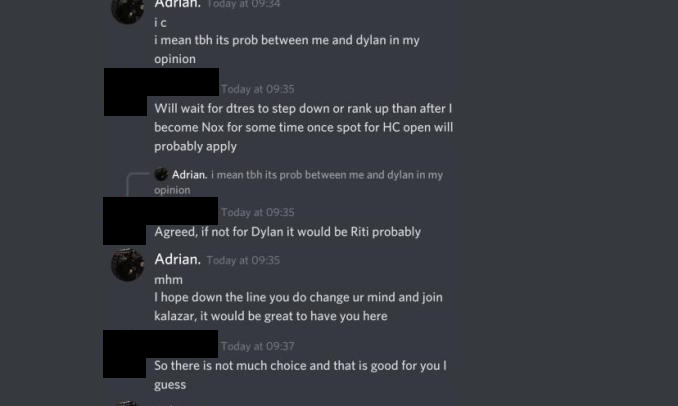 Adrian. Today at 09:34
i c
i mean tbh its prob between me and dylan in my
opinion
Today at 09:35
Will wait for dtres to step down or rank up than after I
become Nox for some time once spot for HC open will
probably apply
Adrian. i mean tbh its prob between me and dylan in my
opinion
Today at 09:35
Agreed, if not for Dylan it would be Riti probably
Adrian. Today at 09:35
mhm
I hope down the line you do change ur mind and join
kalazar, it would be great to have you here
Today at 09:37
So there is not much choice and that is good for you I
guess